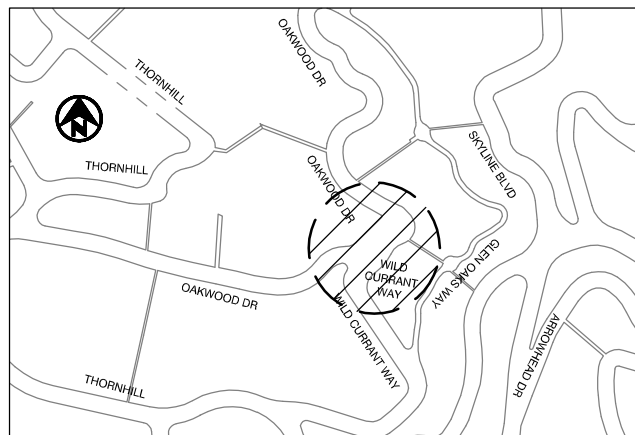 OAKWOOD DR
THORNHILL
N
SKYLINE BLVD
THORNHILL
OAKWOOD DR
GLEN OAKS WAY
WILD
CURRANT
WAY
OAKWOOD DR
WILD CURRANT WAY
ARROWHEAD DR
THORNHILL